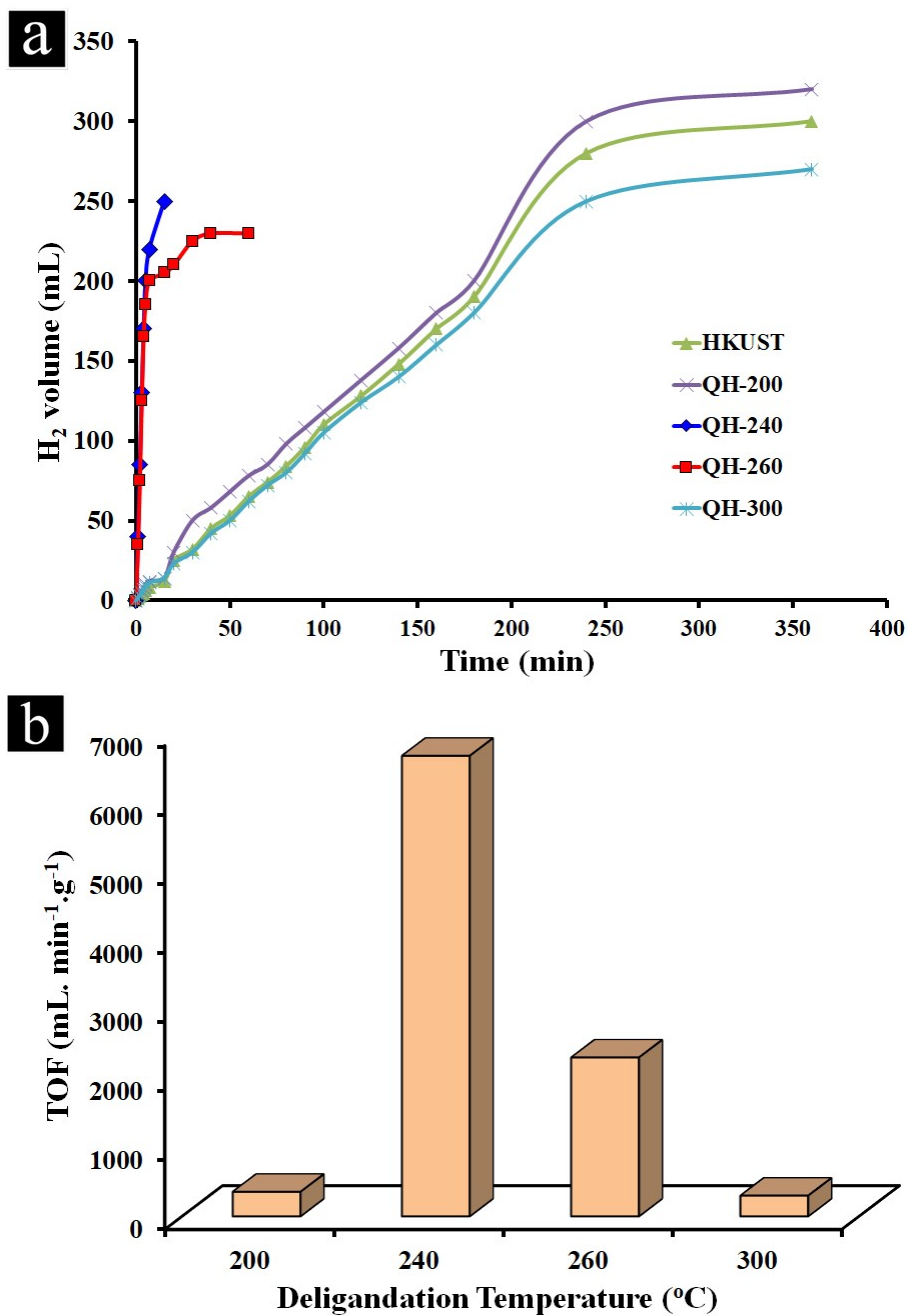 a
350
300
250
200
150
100
50
0
H₂ volume (mL)
HKUST
QH-200
QH-240
QH-260
QH-300
0 50 100 150 200 250 300 350 400
Time (min)
b
7000
6000
5000
4000
3000
2000
1000
0
TOF (mL. min⁻¹.g⁻¹)
200 240 260 300
Deligandation Temperature (ºC)